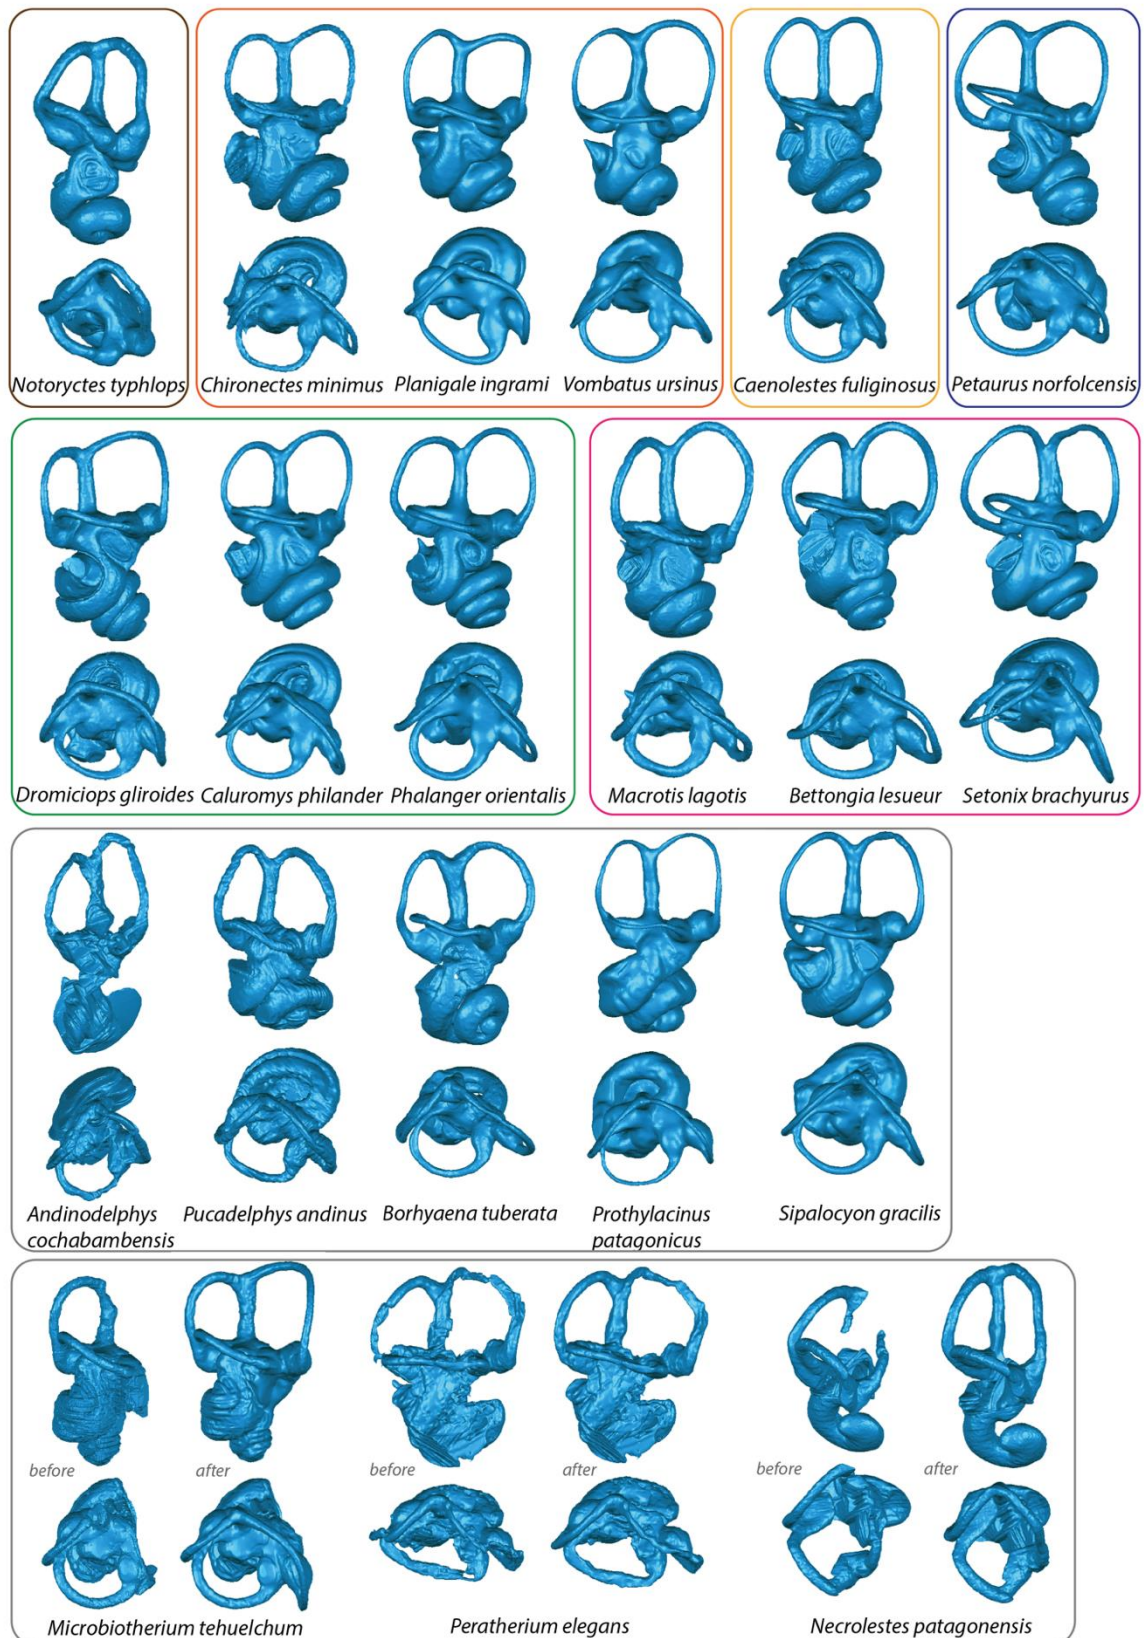 Notoryctes typhlops
Chironectes minimus
Planigale ingrami
Vombatus ursinus
Caenolestes fuliginosus
Petaurus norfolcensis
Dromiciops gliroides
Caluromys philander
Phalanger orientalis
Macrotis lagotis
Bettongia lesueur
Setonix brachyurus
Andinodelphys
cochabambensis
Pucadelphys andinus
Borhyaena tuberata
Prothylacinus
patagonicus
Sipalocyon gracilis
before
after
before
after
before
after
Microbiotherium tehuelchum
Peratherium elegans
Necrolestes patagonensis